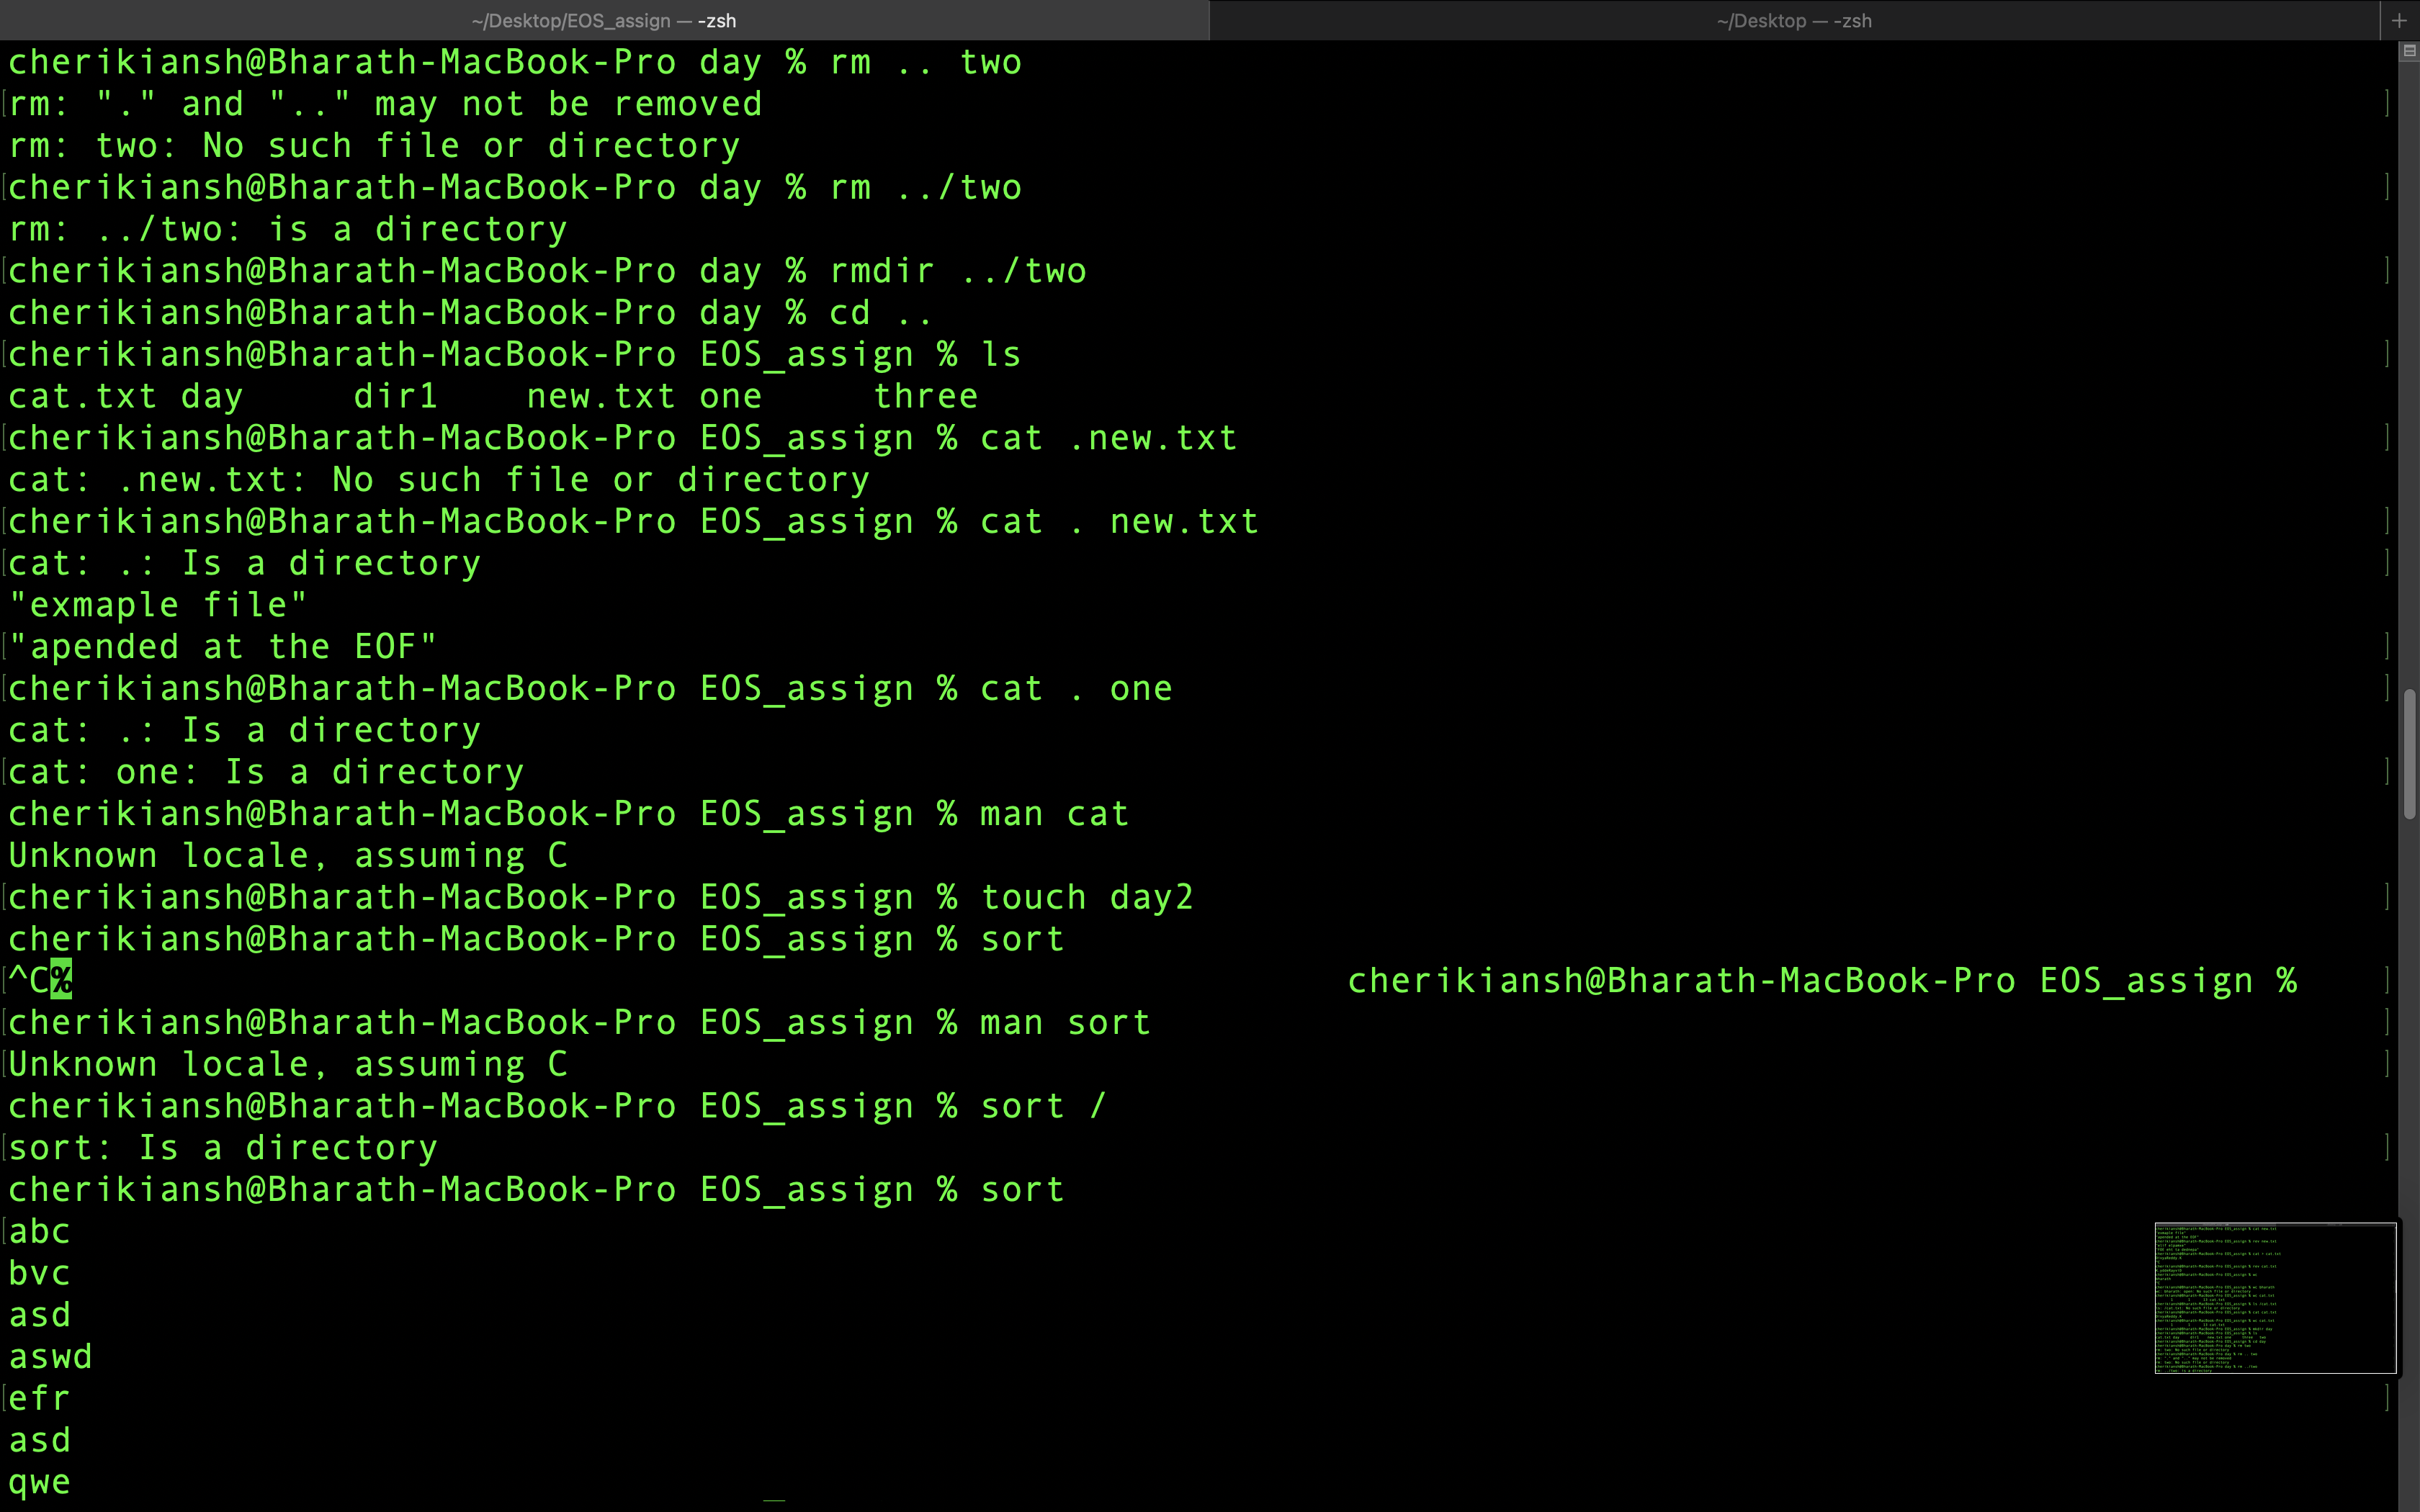 ~/Desktop/EOS_assign — -zsh
~/Desktop — -zsh
+
cherikiansh@Bharath-MacBook-Pro day % rm .. two
rm: "." and ".." may not be removed
rm: two: No such file or directory
cherikiansh@Bharath-MacBook-Pro day % rm ../two
rm: ../two: is a directory
cherikiansh@Bharath-MacBook-Pro day % rmdir ../two
cherikiansh@Bharath-MacBook-Pro day % cd ..
cherikiansh@Bharath-MacBook-Pro EOS_assign % ls
cat.txt day     dir1    new.txt one     three
cherikiansh@Bharath-MacBook-Pro EOS_assign % cat .new.txt
cat: .new.txt: No such file or directory
cherikiansh@Bharath-MacBook-Pro EOS_assign % cat . new.txt
cat: .: Is a directory
"exmaple file"
"apended at the EOF"
cherikiansh@Bharath-MacBook-Pro EOS_assign % cat . one
cat: .: Is a directory
cat: one: Is a directory
cherikiansh@Bharath-MacBook-Pro EOS_assign % man cat
Unknown locale, assuming C
cherikiansh@Bharath-MacBook-Pro EOS_assign % touch day2
cherikiansh@Bharath-MacBook-Pro EOS_assign % sort
^C%                                                           cherikiansh@Bharath-MacBook-Pro EOS_assign %
cherikiansh@Bharath-MacBook-Pro EOS_assign % man sort
Unknown locale, assuming C
cherikiansh@Bharath-MacBook-Pro EOS_assign % sort /
sort: Is a directory
cherikiansh@Bharath-MacBook-Pro EOS_assign % sort
abc
bvc
asd
aswd
efr
asd
qwe